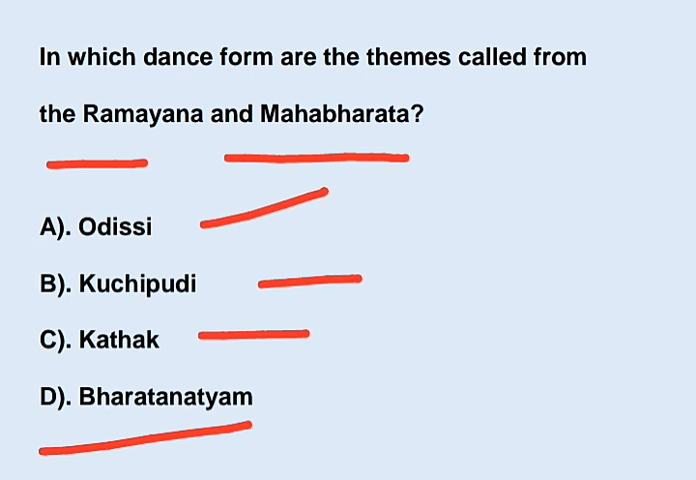 In which dance form are the themes called from
the Ramayana and Mahabharata?
A). Odissi
B). Kuchipudi
C). Kathak
D). Bharatanatyam